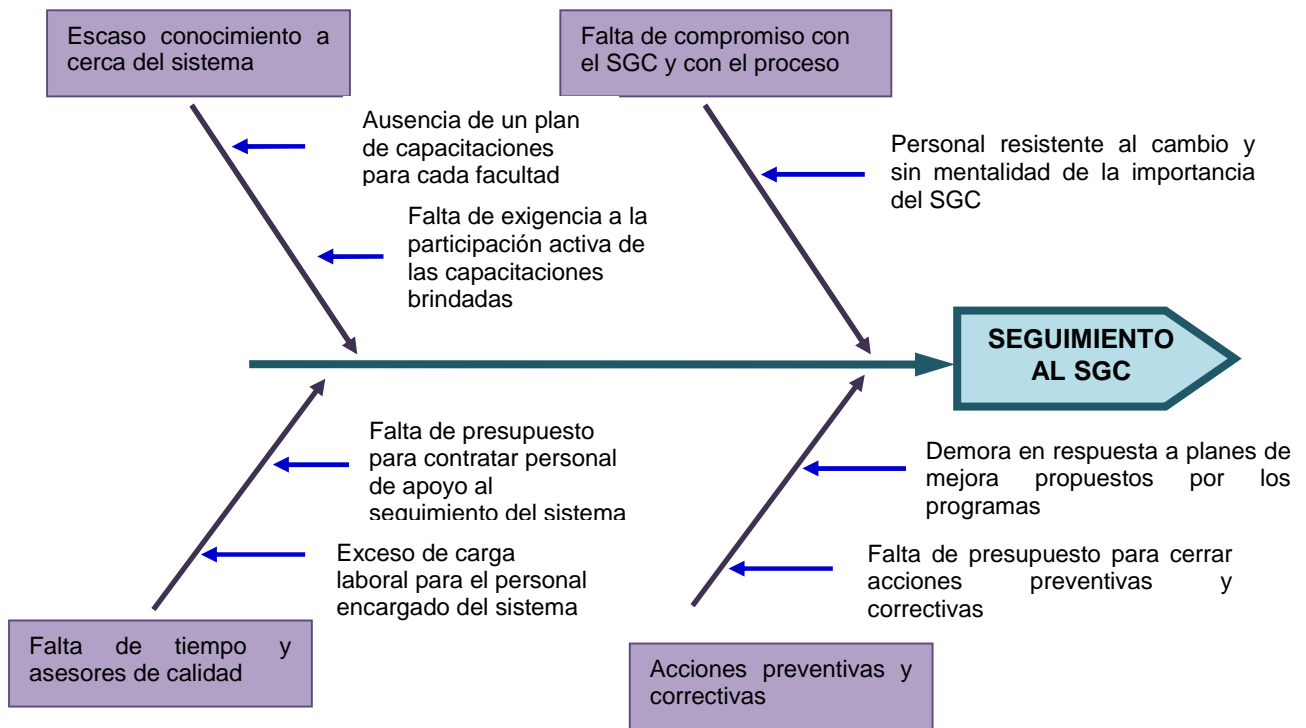 Escaso conocimiento a
cerca del sistema
Falta de compromiso con
el SGC y con el proceso
Ausencia de un plan
de capacitaciones
para cada facultad
Falta de exigencia a la
participación activa de
las capacitaciones
brindadas
Personal resistente al cambio y
sin mentalidad de la importancia
del SGC
SEGUIMIENTO
AL SGC
Falta de presupuesto
para contratar personal
de apoyo al
seguimiento del sistema
Exceso de carga
laboral para el personal
encargado del sistema
Demora en respuesta a planes de
mejora propuestos por los
programas
Falta de presupuesto para cerrar
acciones preventivas y
correctivas
Falta de tiempo y
asesores de calidad
Acciones preventivas y
correctivas